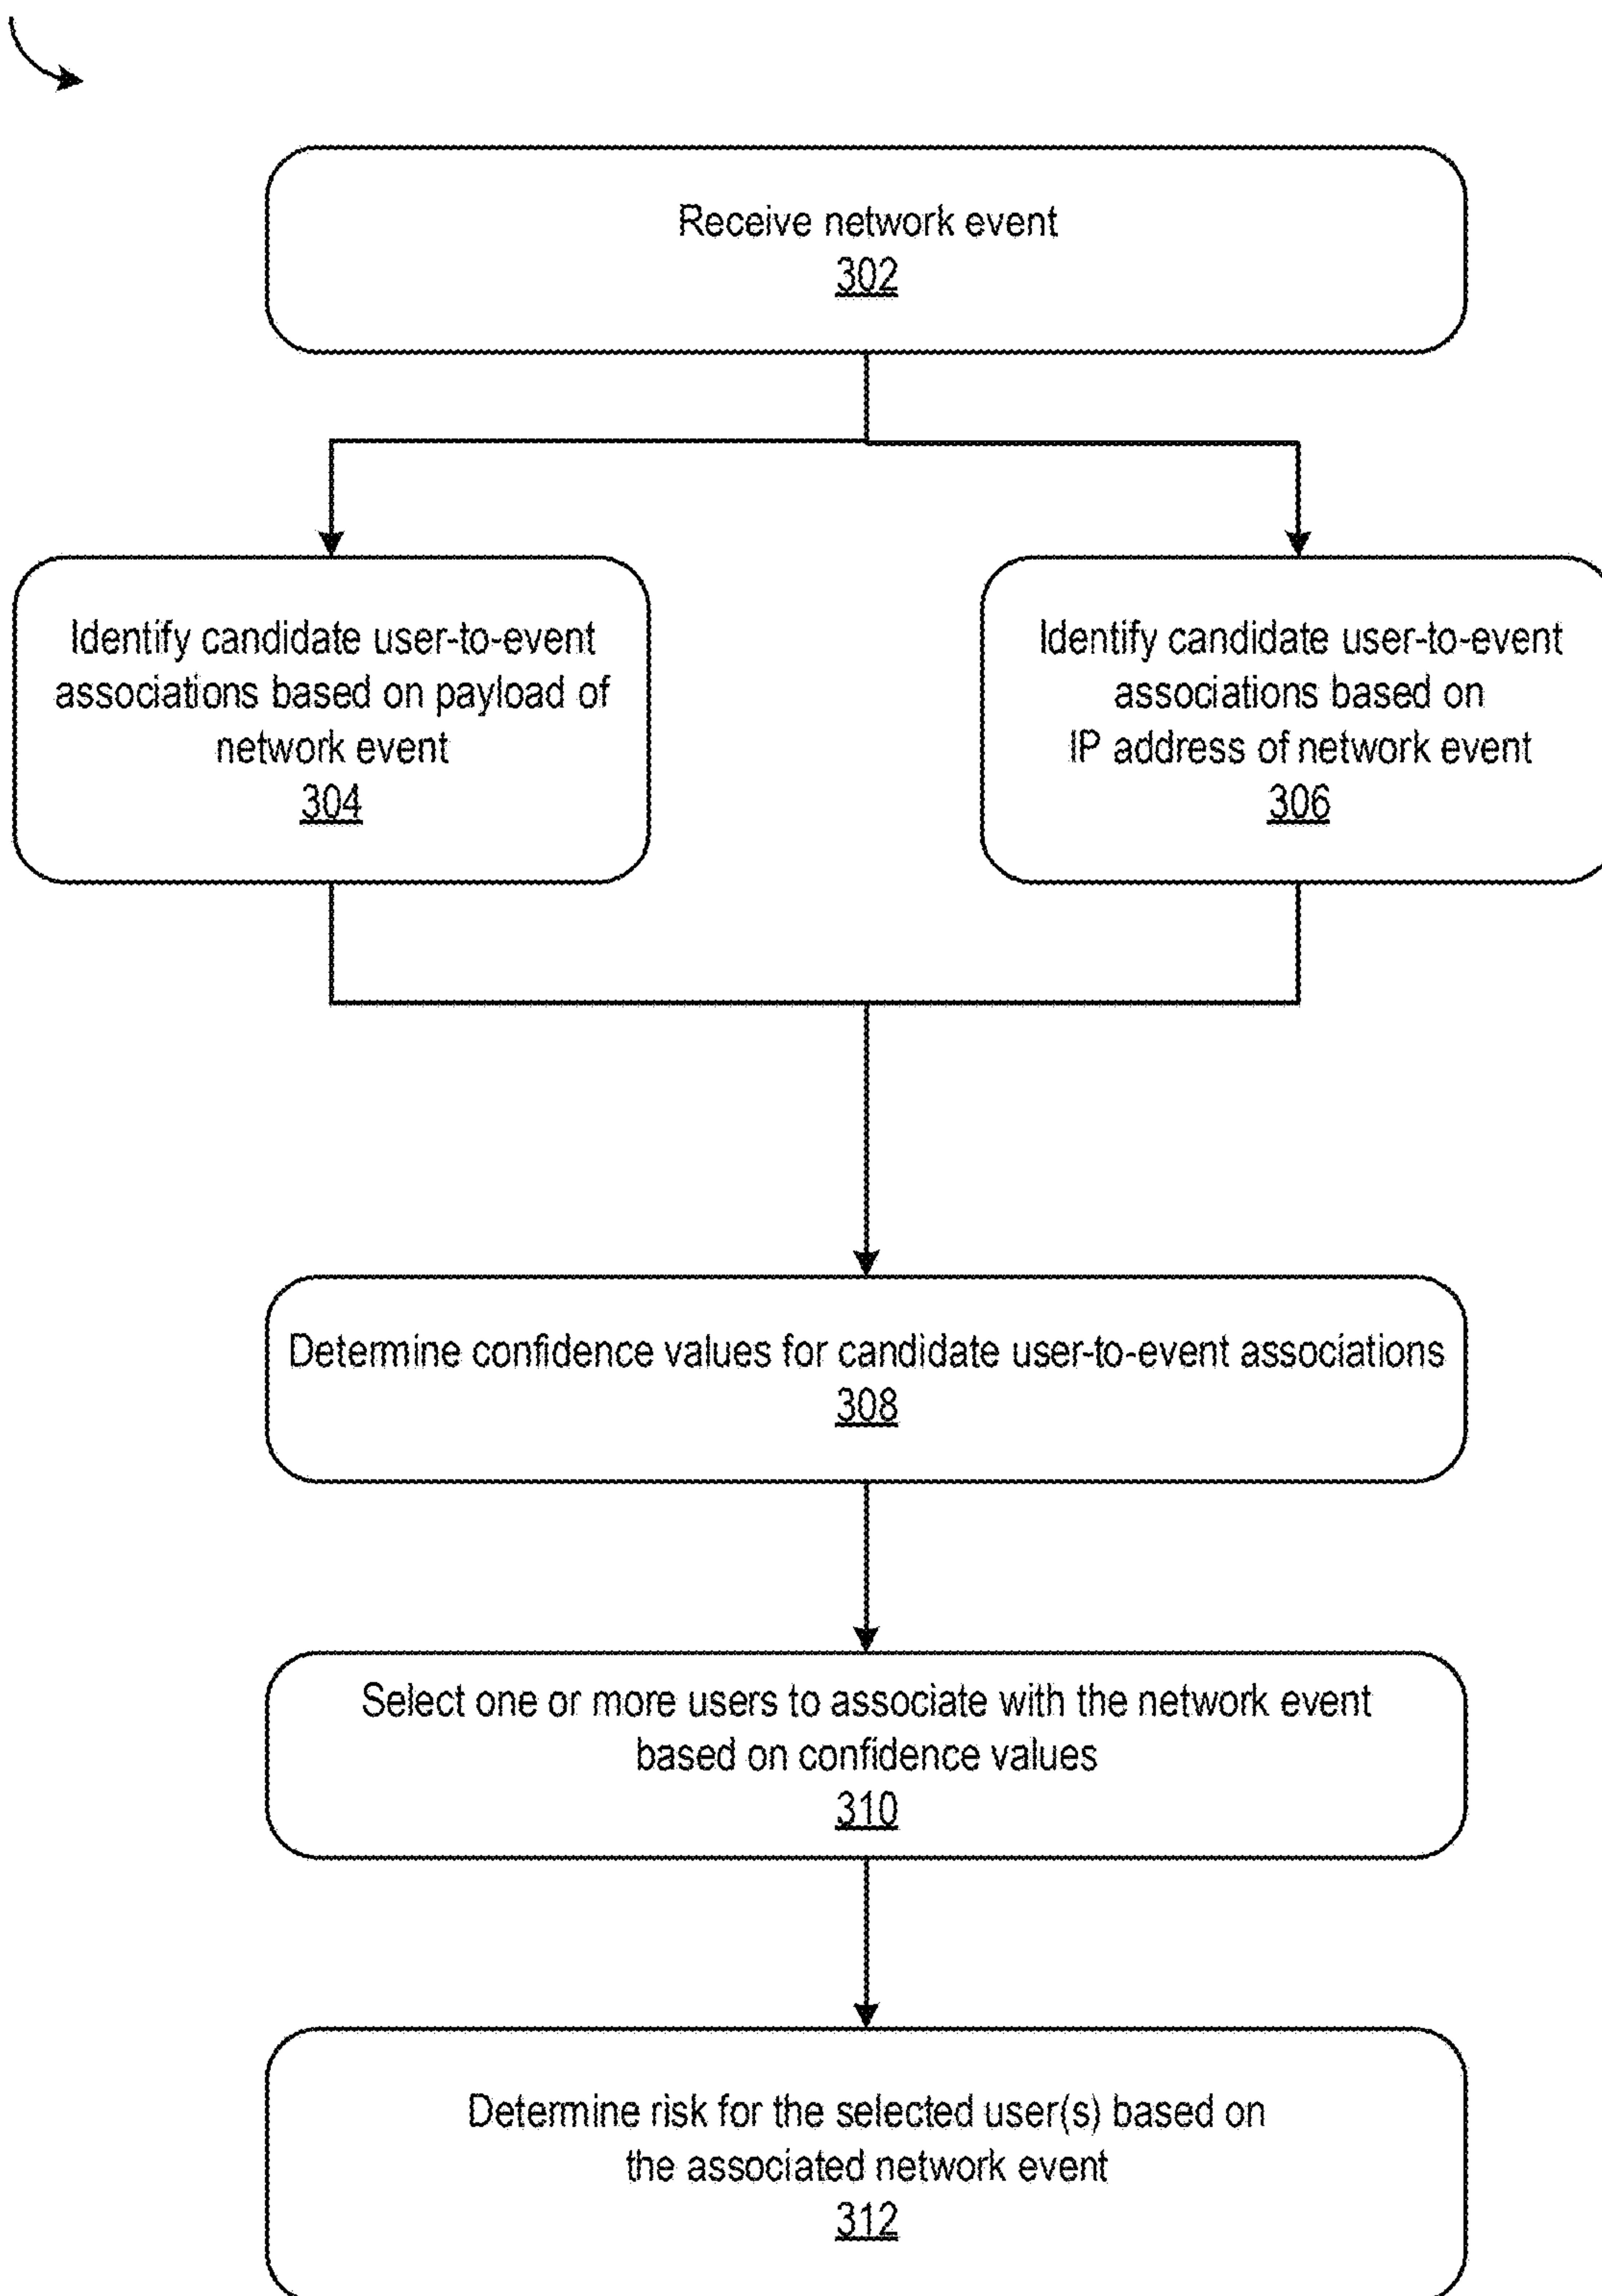 Receive network event
302
Identify candidate user-to-event
associations based on payload of
network event
304
Identify candidate user-to-event
associations based on
IP address of network event
306
Determine confidence values for candidate user-to-event associations
308
Select one or more users to associate with the network event
based on confidence values
310
Determine risk for the selected user(s) based on
the associated network event
312